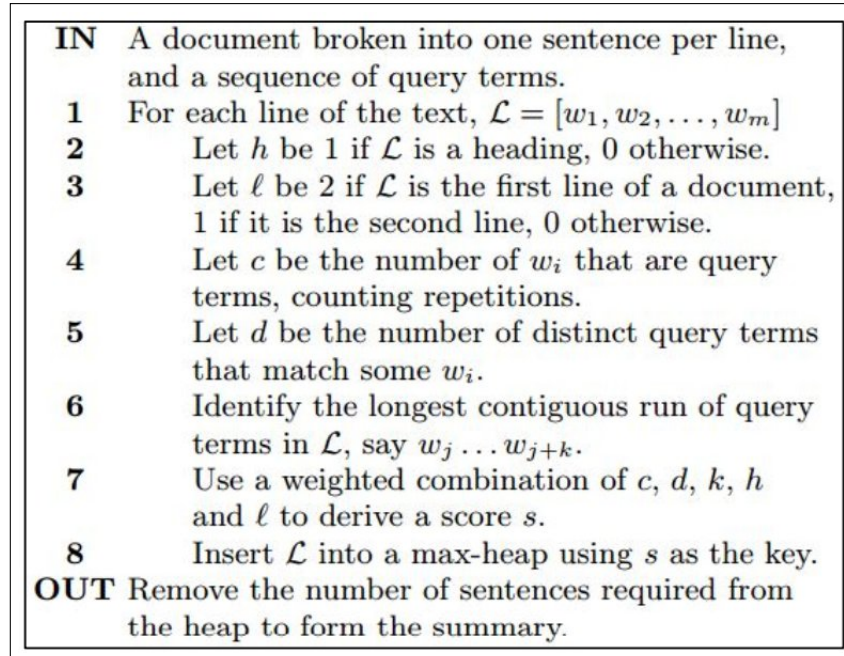 IN A document broken into one sentence per line,
and a sequence of query terms.
1 For each line of the text, ℒ = [w₁, w₂, . . . , wₘ]
2 Let h be 1 if ℒ is a heading, 0 otherwise.
3 Let ℓ be 2 if ℒ is the first line of a document,
1 if it is the second line, 0 otherwise.
4 Let c be the number of wᵢ that are query
terms, counting repetitions.
5 Let d be the number of distinct query terms
that match some wᵢ.
6 Identify the longest contiguous run of query
terms in ℒ, say wⱼ . . . wⱼ₊ₖ.
7 Use a weighted combination of c, d, k, h
and ℓ to derive a score s.
8 Insert ℒ into a max-heap using s as the key.
OUT Remove the number of sentences required from
the heap to form the summary.